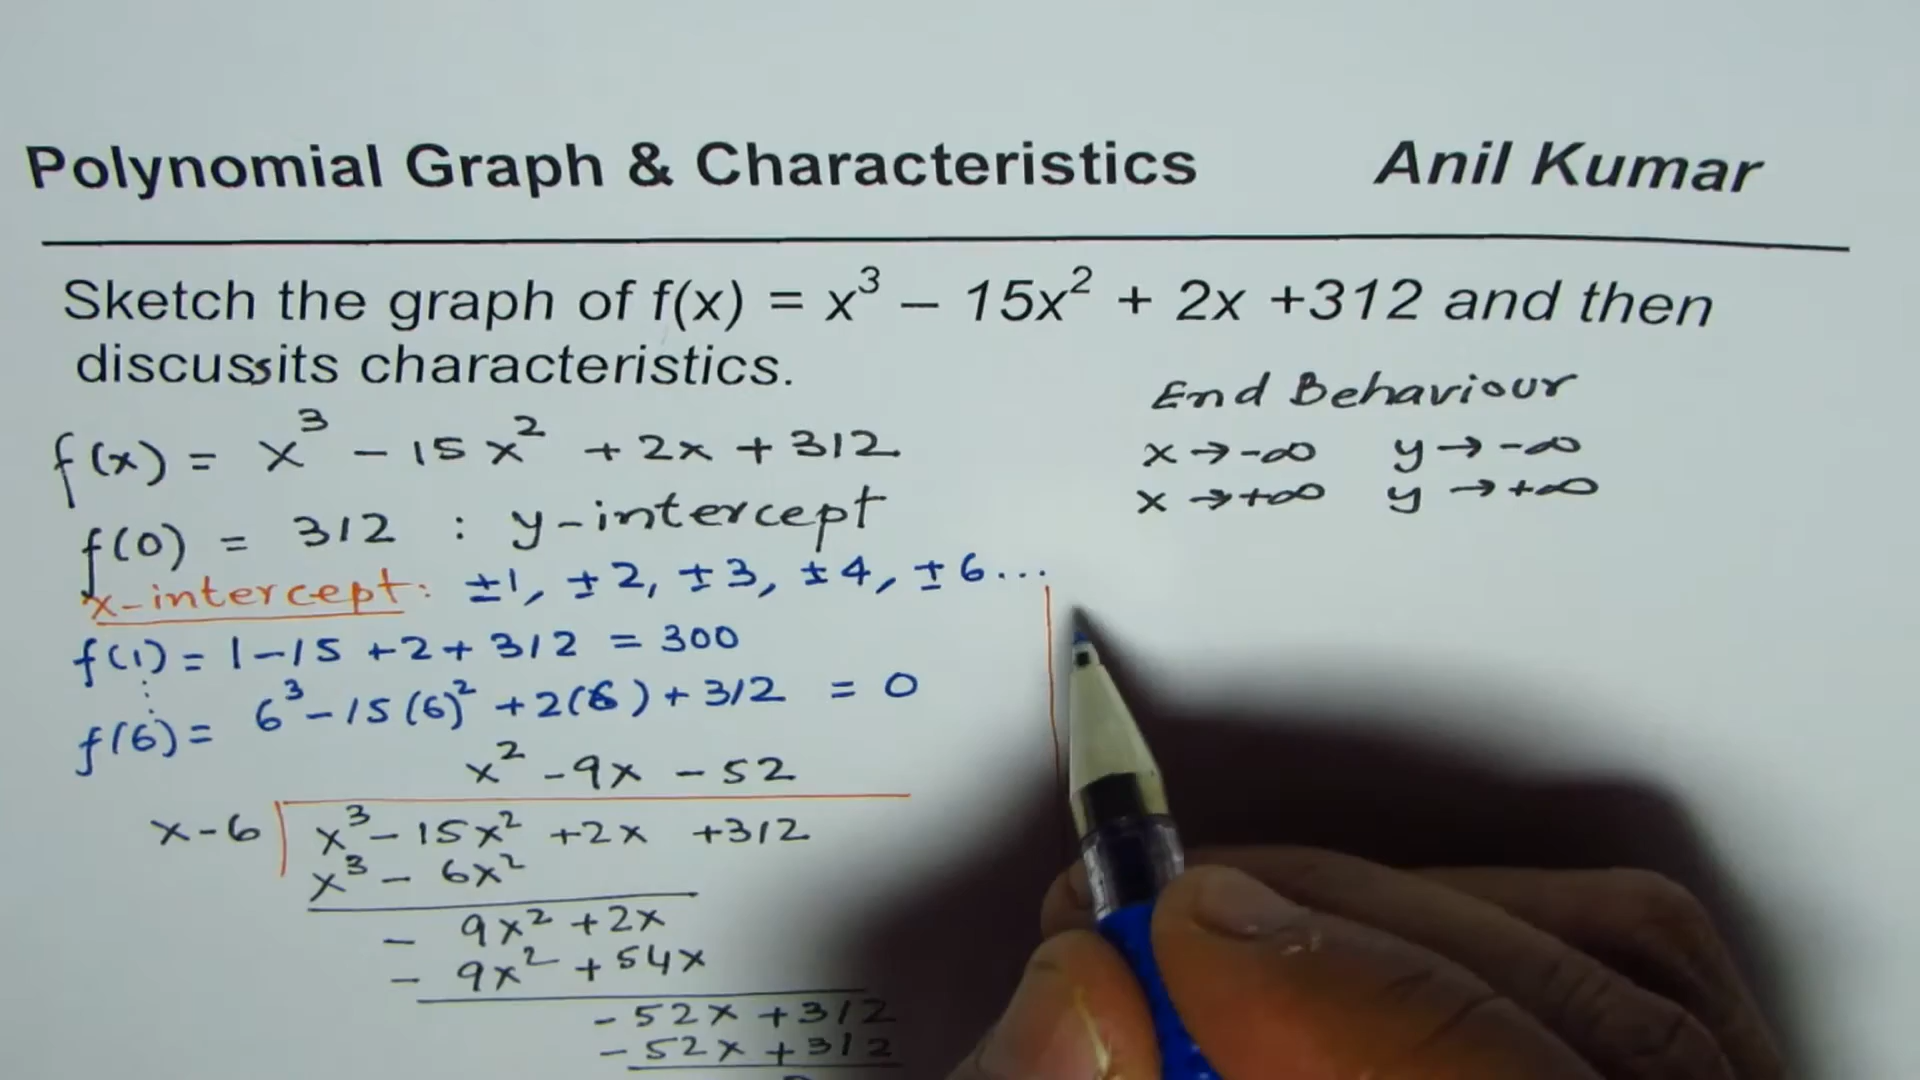 Polynomial Graph & Characteristics Anil Kumar
Sketch the graph of f(x) = x³ – 15x² + 2x +312 and then
discuss its characteristics.
End Behaviour
x → -∞ y → -∞
x → +∞ y → +∞
f(x) = x³ - 15x² + 2x + 312
f(0) = 312 : y-intercept
x-intercept: ±1, ±2, ±3, ±4, ±6...
f(1) = 1 - 15 + 2 + 312 = 300
f(6) = 6³ - 15(6)² + 2(6) + 312 = 0
x² - 9x - 52
x - 6 x³ - 15x² + 2x + 312
x³ - 6x²
- 9x² + 2x
- 9x² + 54x
- 52x + 312
- 52x + 312